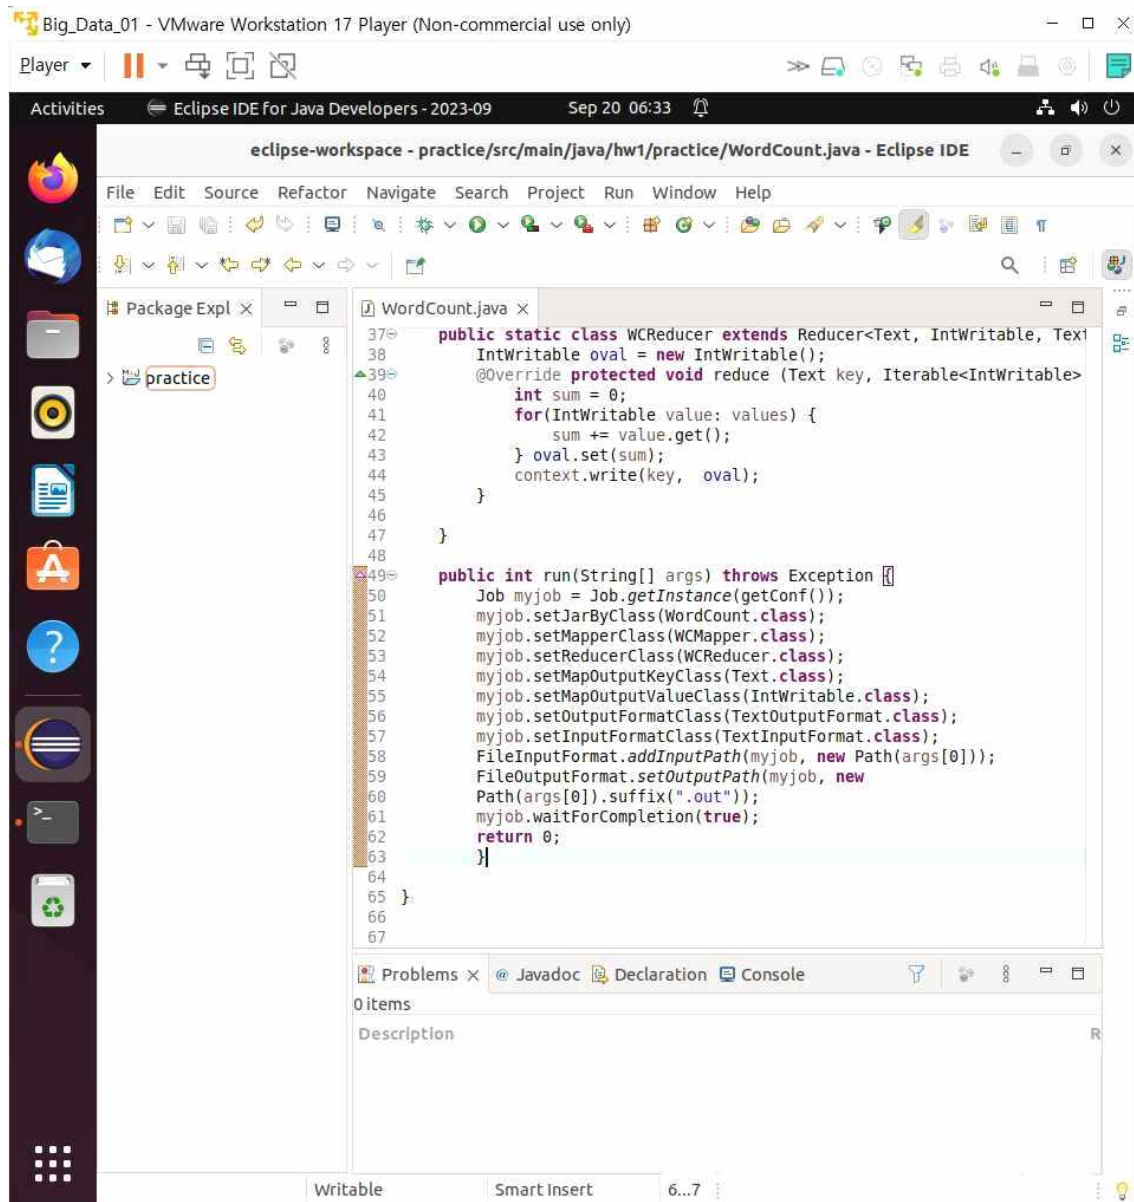 Big_Data_01 - VMware Workstation 17 Player (Non-commercial use only)
Player
Activities Eclipse IDE for Java Developers - 2023-09 Sep 20 06:33
eclipse-workspace - practice/src/main/java/hw1/practice/WordCount.java - Eclipse IDE
File Edit Source Refactor Navigate Search Project Run Window Help
Package Expl
WordCount.java
practice
37 public static class WCReducer extends Reducer<Text, IntWritable, Text
38 IntWritable oval = new IntWritable();
39 @Override protected void reduce (Text key, Iterable<IntWritable>
40 int sum = 0;
41 for(IntWritable value: values) {
42 sum += value.get();
43 } oval.set(sum);
44 context.write(key,  oval);
45 }
46
47 }
48
49 public int run(String[] args) throws Exception {
50 Job myjob = Job.getInstance(getConf());
51 myjob.setJarByClass(WordCount.class);
52 myjob.setMapperClass(WCMapper.class);
53 myjob.setReducerClass(WCReducer.class);
54 myjob.setMapOutputKeyClass(Text.class);
55 myjob.setMapOutputValueClass(IntWritable.class);
56 myjob.setOutputFormatClass(TextOutputFormat.class);
57 myjob.setInputFormatClass(TextInputFormat.class);
58 FileInputFormat.addInputPath(myjob, new Path(args[0]));
59 FileOutputFormat.setOutputPath(myjob, new
60 Path(args[0]).suffix(".out"));
61 myjob.waitForCompletion(true);
62 return 0;
63 }
64
65 }
66
67
Problems @ Javadoc Declaration Console
0 items
Description R
Writable Smart Insert 6...7